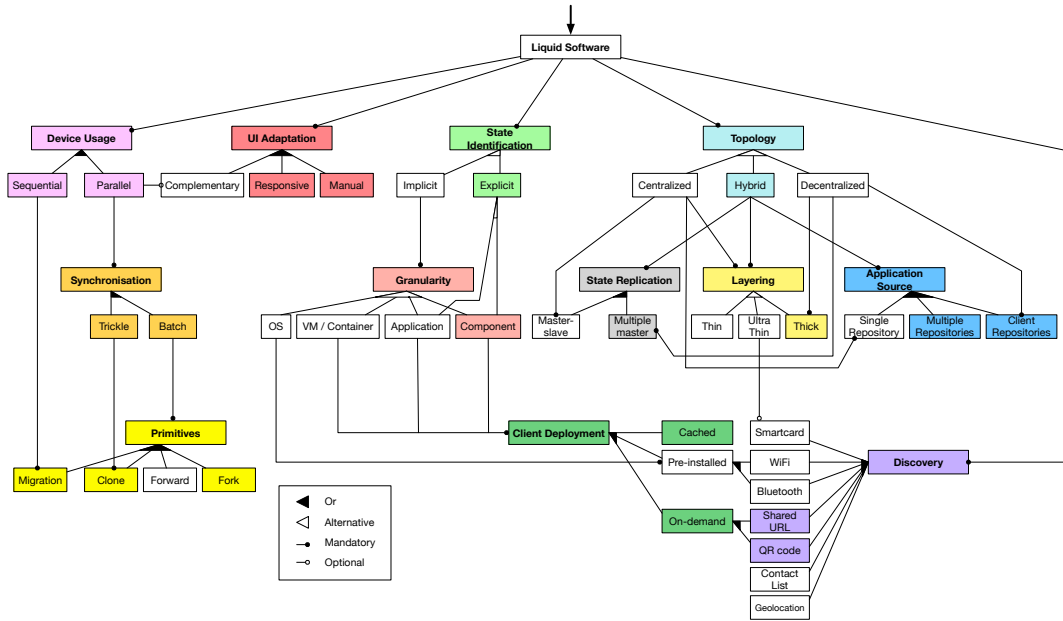 Liquid Software
Device Usage
UI Adaptation
State
Identification
Topology
Sequential
Parallel
Complementary
Responsive
Manual
Implicit
Explicit
Centralized
Hybrid
Decentralized
Synchronisation
Granularity
State Replication
Layering
Application
Source
Trickle
Batch
OS
VM / Container
Application
Component
Master-
slave
Multiple
master
Thin
Ultra
Thin
Thick
Single
Repository
Multiple
Repositories
Client
Repositories
Primitives
Client Deployment
Cached
Smartcard
Migration
Clone
Forward
Fork
Pre-installed
WiFi
Discovery
Bluetooth
Or
Alternative
Mandatory
Optional
On-demand
Shared
URL
QR code
Contact
List
Geolocation